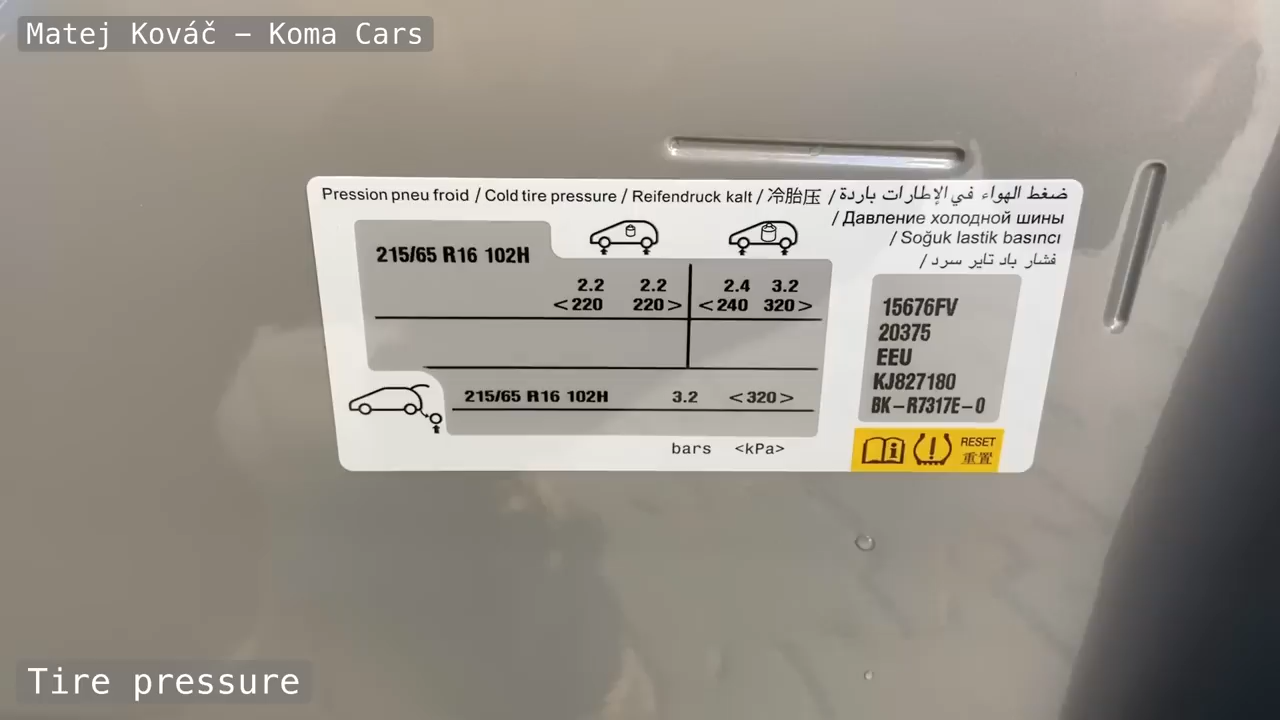 Matej Kováč – Koma Cars
Pression pneu froid / Cold tire pressure / Reifendruck kalt / 冷胎压 / ضغط الهواء في الإطارات باردة
/ Давление холодной шины
/ Soğuk lastik basıncı
/ فشار باد تایر سرد
215/65 R16 102H
2.2 2.2 2.4 3.2
<220 220> <240 320>
215/65 R16 102H 3.2 <320>
bars <kPa>
15676FV
20375
EEU
KJ827180
BK-R7317E-0
RESET
重置
Tire pressure